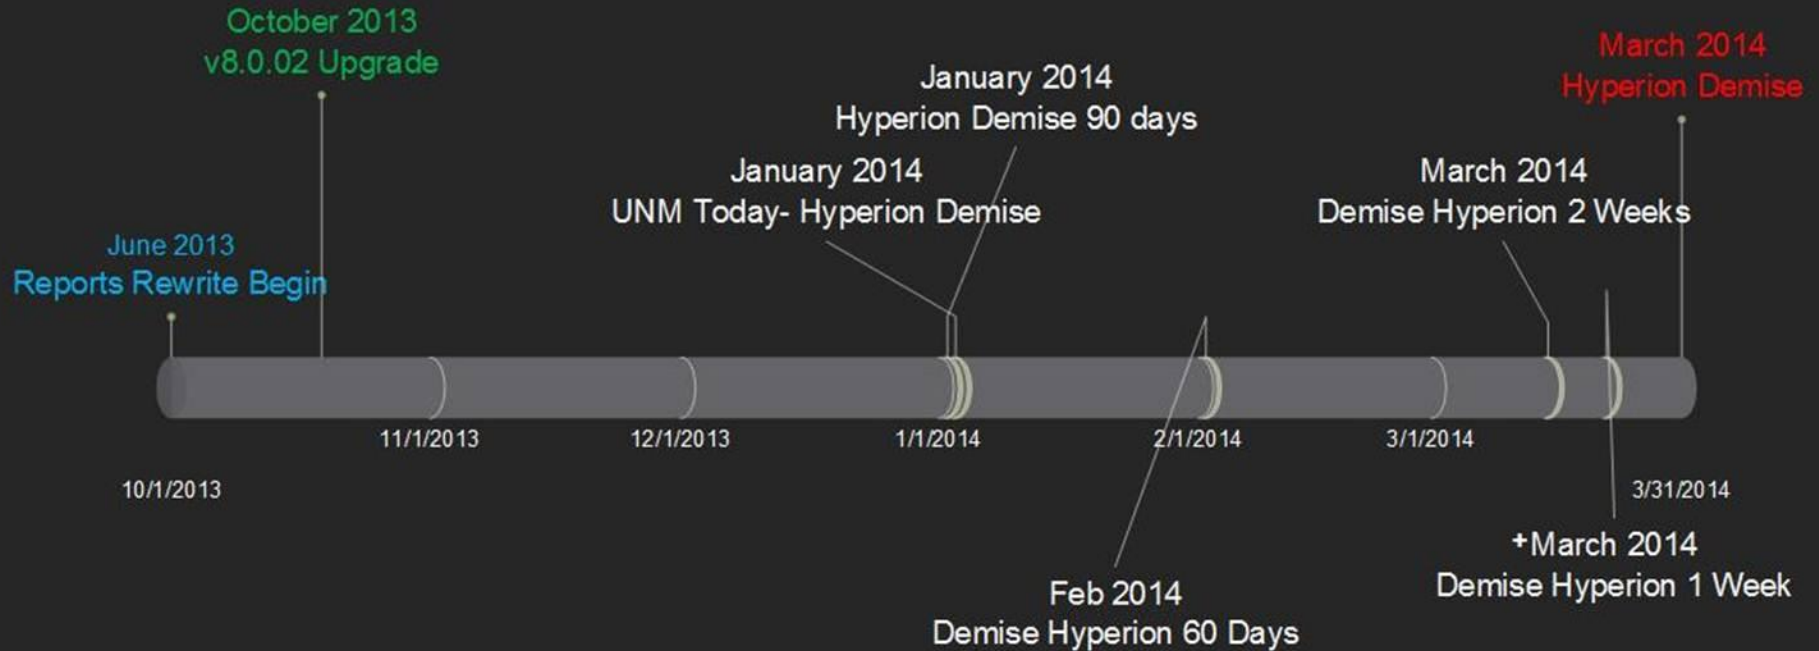 October 2013
v8.0.02 Upgrade
March 2014
Hyperion Demise
January 2014
Hyperion Demise 90 days
January 2014
UNM Today- Hyperion Demise
March 2014
Demise Hyperion 2 Weeks
June 2013
Reports Rewrite Begin
11/1/2013
12/1/2013
1/1/2014
2/1/2014
3/1/2014
10/1/2013
3/31/2014
+March 2014
Demise Hyperion 1 Week
Feb 2014
Demise Hyperion 60 Days